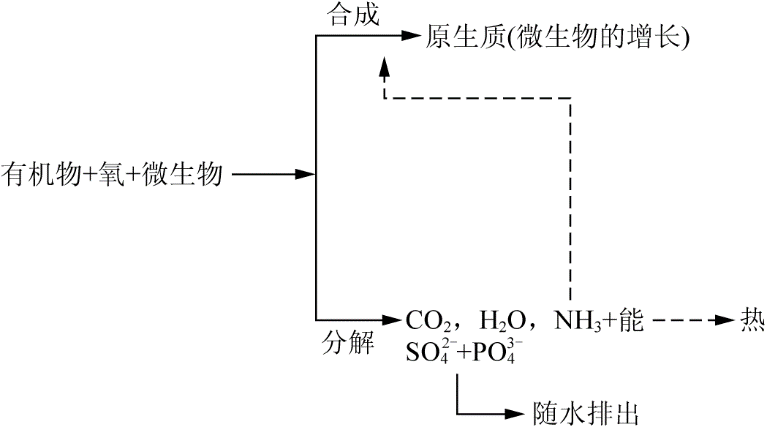 合成
原生质(微生物的增长)
有机物+氧+微生物
CO₂，H₂O，NH₃+能
热
分解
SO₄²⁻+PO₄³⁻
随水排出